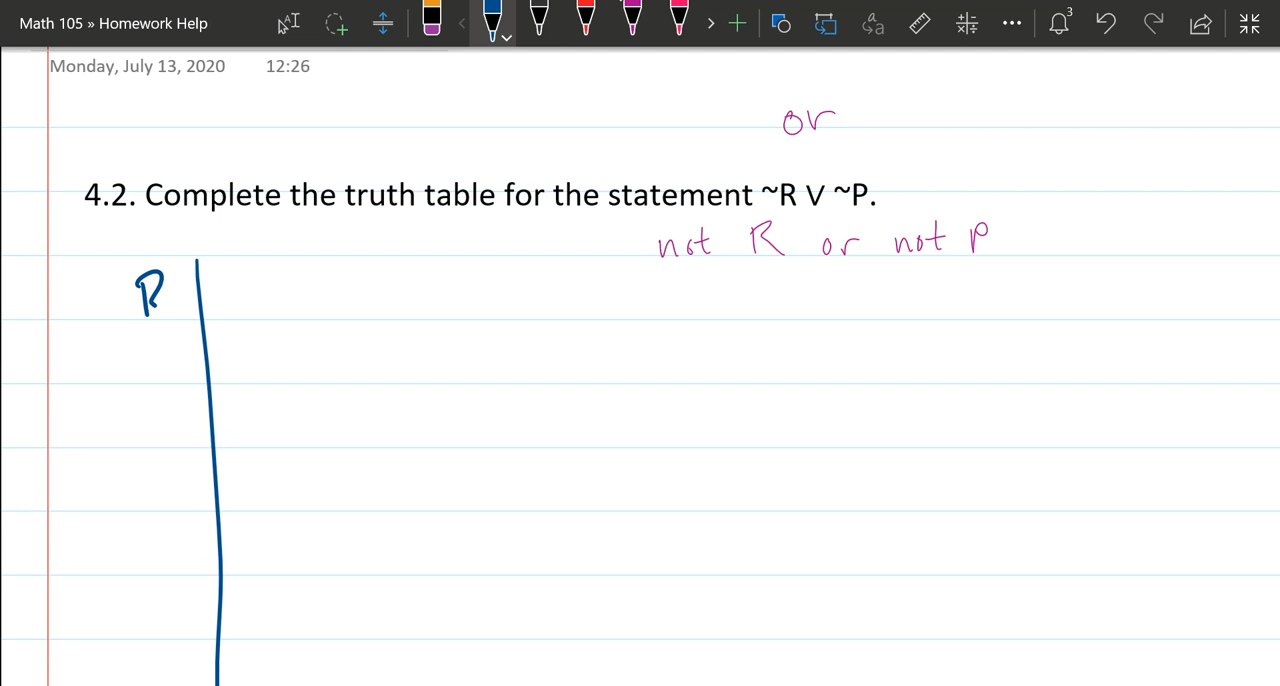 Math 105 » Homework Help
3
Monday, July 13, 2020 12:26
or
4.2. Complete the truth table for the statement ~R ∨ ~P.
not R or not P
R